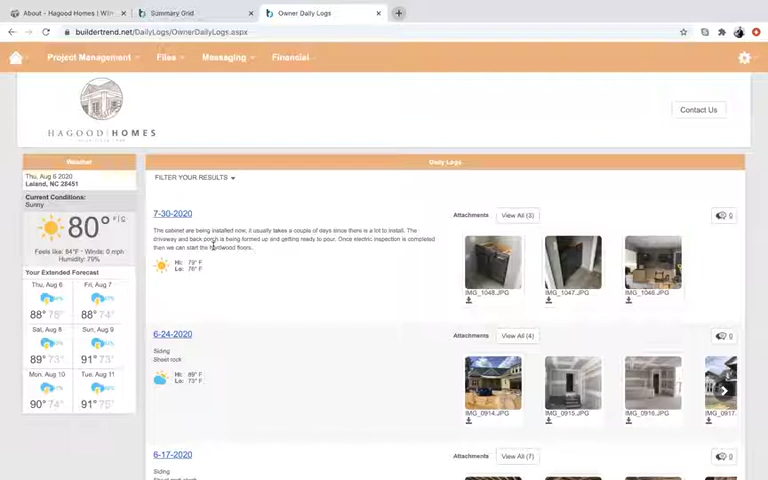 About - Hagood Homes | Wilm
Summary Grid
Owner Daily Logs
buildertrend.net/DailyLogs/OwnerDailyLogs.aspx
Project Management
Files
Messaging
Financial
HAGOOD|HOMES
Contact Us
Weather
Daily Logs
Thu, Aug 6 2020
Leland, NC 28451
FILTER YOUR RESULTS
Current Conditions:
Sunny
80° F|C
Feels like: 84°F • Winds: 0 mph
Humidity: 79%
Your Extended Forecast
Thu, Aug 6 Fri, Aug 7
88° 75° 88° 74°
Sat, Aug 8 Sun, Aug 9
89° 73° 91° 73°
Mon, Aug 10 Tue, Aug 11
90° 74° 91° 75°
7-30-2020
Attachments View All (3) 0
The cabinet are being installed now, it usually takes a couple of days since there is a lot to install. The
driveway and back porch is being formed up and getting ready to pour. Once electric inspection is completed
then we can start the hardwood floors..
Hi: 79° F
Lo: 76° F
IMG_1048.JPG IMG_1047.JPG IMG_1046.JPG
6-24-2020
Attachments View All (4) 0
Siding
Sheet rock
Hi: 89° F
Lo: 73° F
IMG_0914.JPG IMG_0915.JPG IMG_0916.JPG IMG_0917.
6-17-2020
Attachments View All (7) 0
Siding